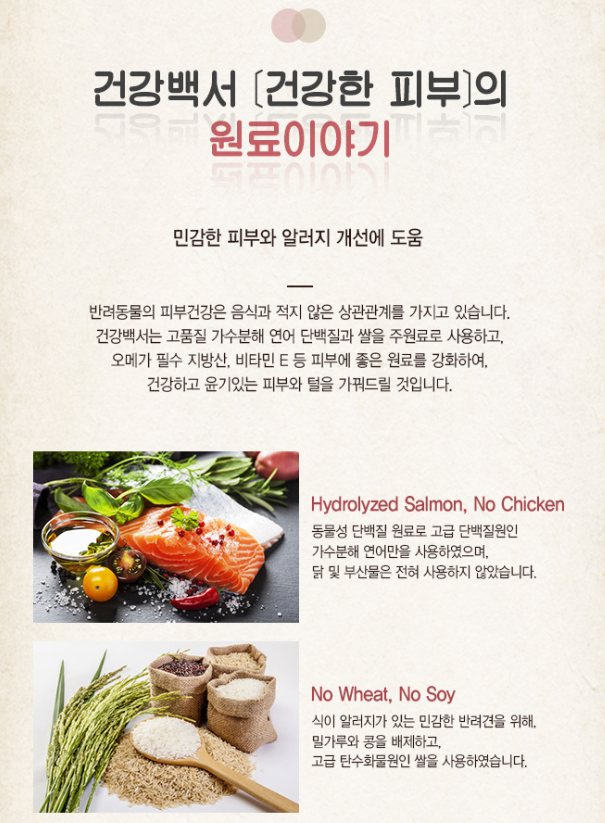 건강백서 [건강한 피부]의
원료이야기
민감한 피부와 알러지 개선에 도움
반려동물의 피부건강은 음식과 적지 않은 상관관계를 가지고 있습니다.
건강백서는 고품질 가수분해 연어 단백질과 쌀을 주원료로 사용하고,
오메가 필수 지방산, 비타민 E 등 피부에 좋은 원료를 강화하여,
건강하고 윤기있는 피부와 털을 가꿔드릴 것입니다.
Hydrolyzed Salmon, No Chicken
동물성 단백질 원료로 고급 단백질원인
가수분해 연어만을 사용하였으며,
닭 및 부산물은 전혀 사용하지 않았습니다.
No Wheat, No Soy
식이 알러지가 있는 민감한 반려견을 위해,
밀가루와 콩을 배제하고,
고급 탄수화물원인 쌀을 사용하였습니다.